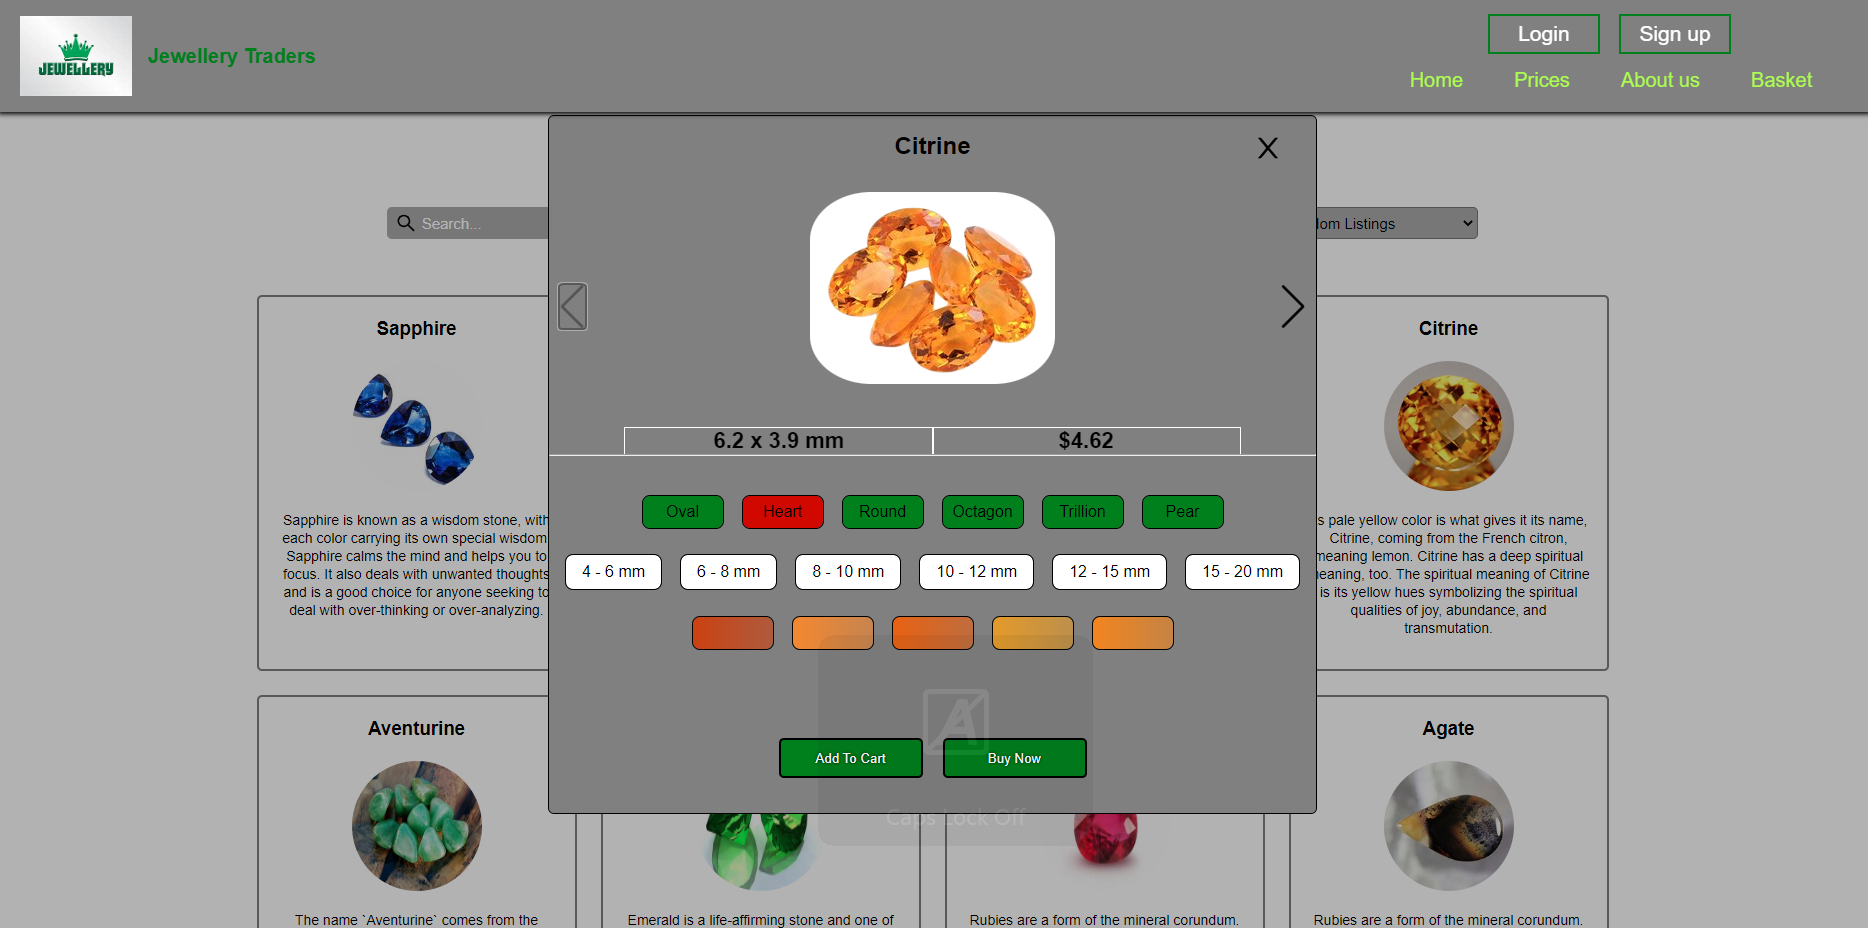 JEWELLERY
Jewellery Traders
Login
Sign up
Home
Prices
About us
Basket
Search...
dom Listings
Citrine
X
6.2 x 3.9 mm
$4.62
Oval
Heart
Round
Octagon
Trillion
Pear
4 - 6 mm
6 - 8 mm
8 - 10 mm
10 - 12 mm
12 - 15 mm
15 - 20 mm
Add To Cart
Buy Now
A
Caps Lock Off
Sapphire
Sapphire is known as a wisdom stone, with
each color carrying its own special wisdom.
Sapphire calms the mind and helps you to
focus. It also deals with unwanted thoughts
and is a good choice for anyone seeking to
deal with over-thinking or over-analyzing.
Citrine
s pale yellow color is what gives it its name,
Citrine, coming from the French citron,
meaning lemon. Citrine has a deep spiritual
meaning, too. The spiritual meaning of Citrine
is its yellow hues symbolizing the spiritual
qualities of joy, abundance, and
transmutation.
Aventurine
The name `Aventurine` comes from the
Emerald is a life-affirming stone and one of
Rubies are a form of the mineral corundum.
Agate
Rubies are a form of the mineral corundum.